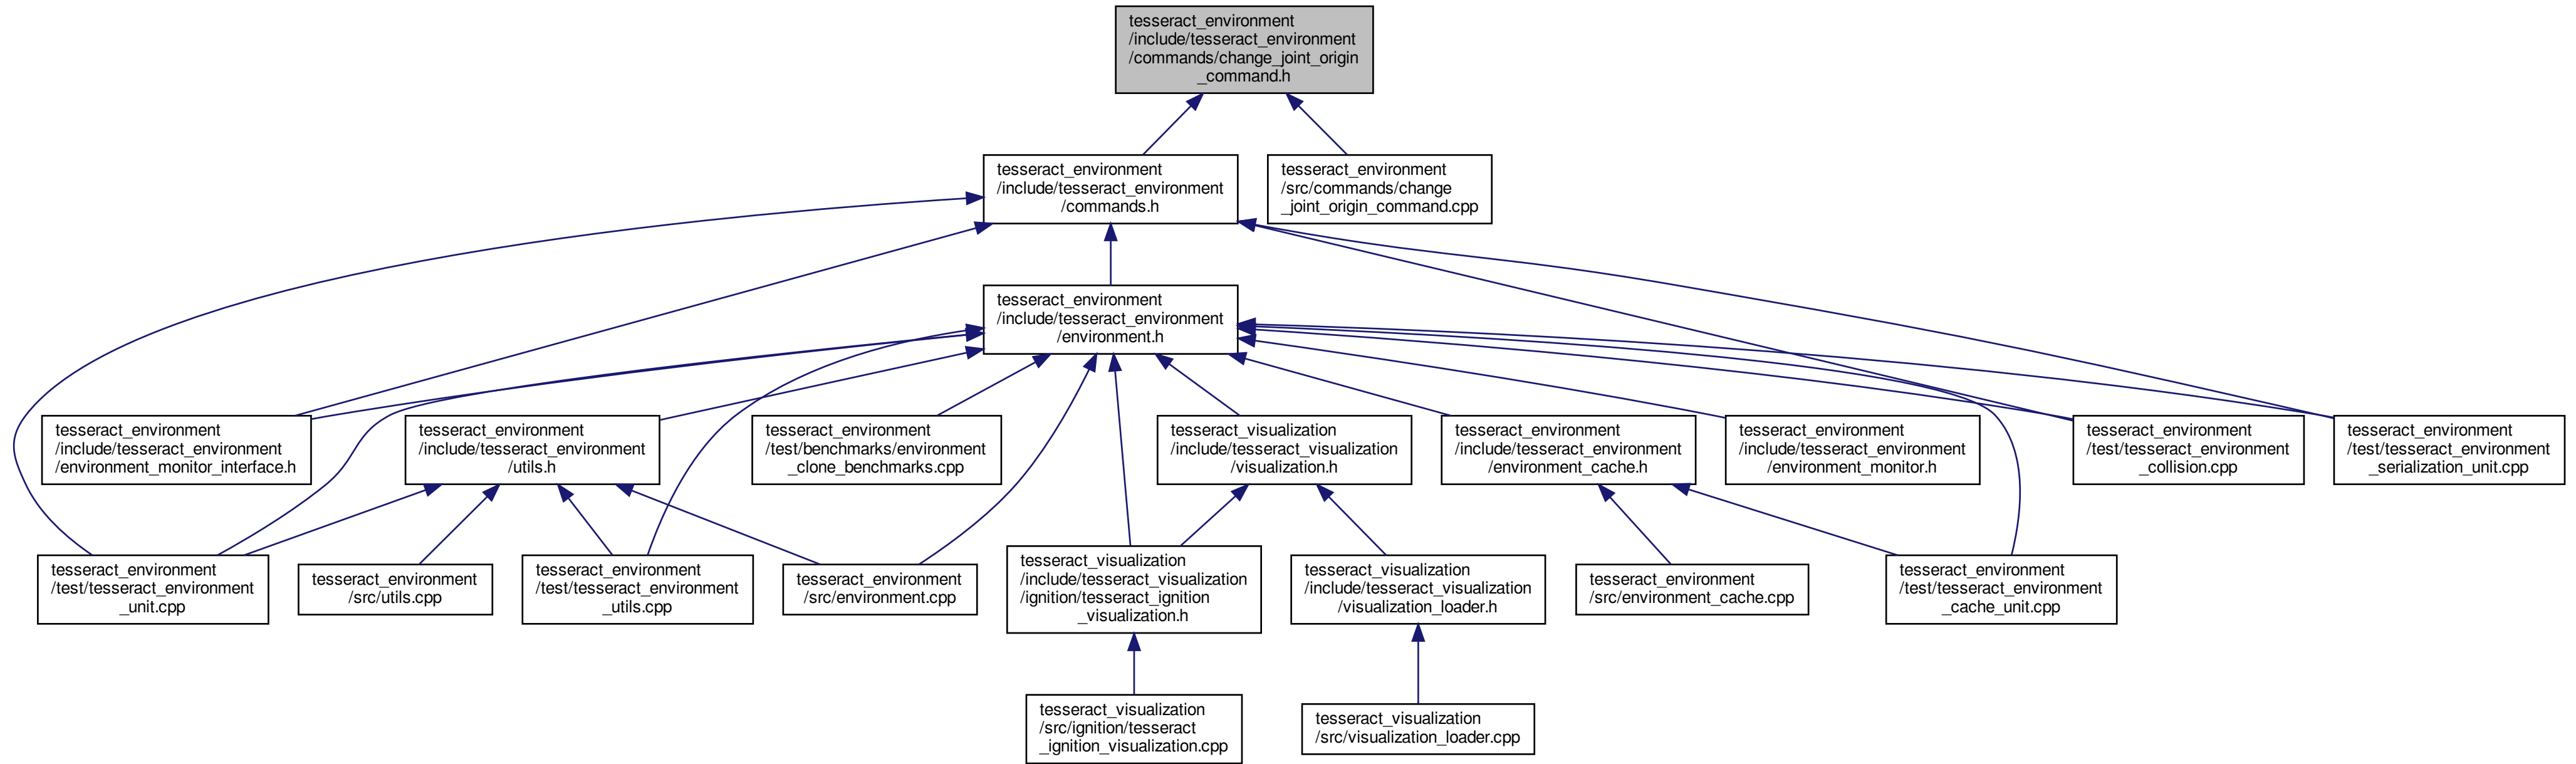 tesseract_environment
/include/tesseract_environment
/commands/change_joint_origin
_command.h
tesseract_environment
/include/tesseract_environment
/commands.h
tesseract_environment
/src/commands/change
_joint_origin_command.cpp
tesseract_environment
/include/tesseract_environment
/environment.h
tesseract_environment
/include/tesseract_environment
/environment_monitor_interface.h
tesseract_environment
/include/tesseract_environment
/utils.h
tesseract_environment
/test/benchmarks/environment
_clone_benchmarks.cpp
tesseract_visualization
/include/tesseract_visualization
/visualization.h
tesseract_environment
/include/tesseract_environment
/environment_cache.h
tesseract_environment
/include/tesseract_environment
/environment_monitor.h
tesseract_environment
/test/tesseract_environment
_collision.cpp
tesseract_environment
/test/tesseract_environment
_serialization_unit.cpp
tesseract_environment
/test/tesseract_environment
_unit.cpp
tesseract_environment
/src/utils.cpp
tesseract_environment
/test/tesseract_environment
_utils.cpp
tesseract_environment
/src/environment.cpp
tesseract_visualization
/include/tesseract_visualization
/ignition/tesseract_ignition
_visualization.h
tesseract_visualization
/include/tesseract_visualization
/visualization_loader.h
tesseract_environment
/src/environment_cache.cpp
tesseract_environment
/test/tesseract_environment
_cache_unit.cpp
tesseract_visualization
/src/ignition/tesseract
_ignition_visualization.cpp
tesseract_visualization
/src/visualization_loader.cpp